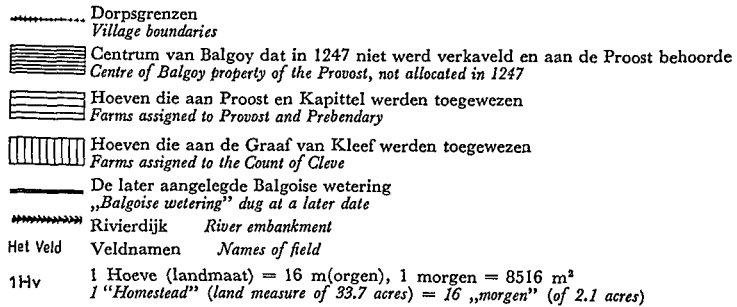 Dorpsgrenzen
Village boundaries
Centrum van Balgoy dat in 1247 niet werd verkaveld en aan de Proost behoorde
Centre of Balgoy property of the Provost, not allocated in 1247
Hoeven die aan Proost en Kapittel werden toegewezen
Farms assigned to Provost and Prebendary
Hoeven die aan de Graaf van Kleef werden toegewezen
Farms assigned to the Count of Cleve
De later aangelegde Balgoise wetering
„Balgoise wetering” dug at a later date
Rivierdijk River embankment
Het Veld Veldnamen Names of field
1Hv 1 Hoeve (landmaat) = 16 m(orgen), 1 morgen = 8516 m²
1 “Homestead” (land measure of 33.7 acres) = 16 „morgen” (of 2.1 acres)